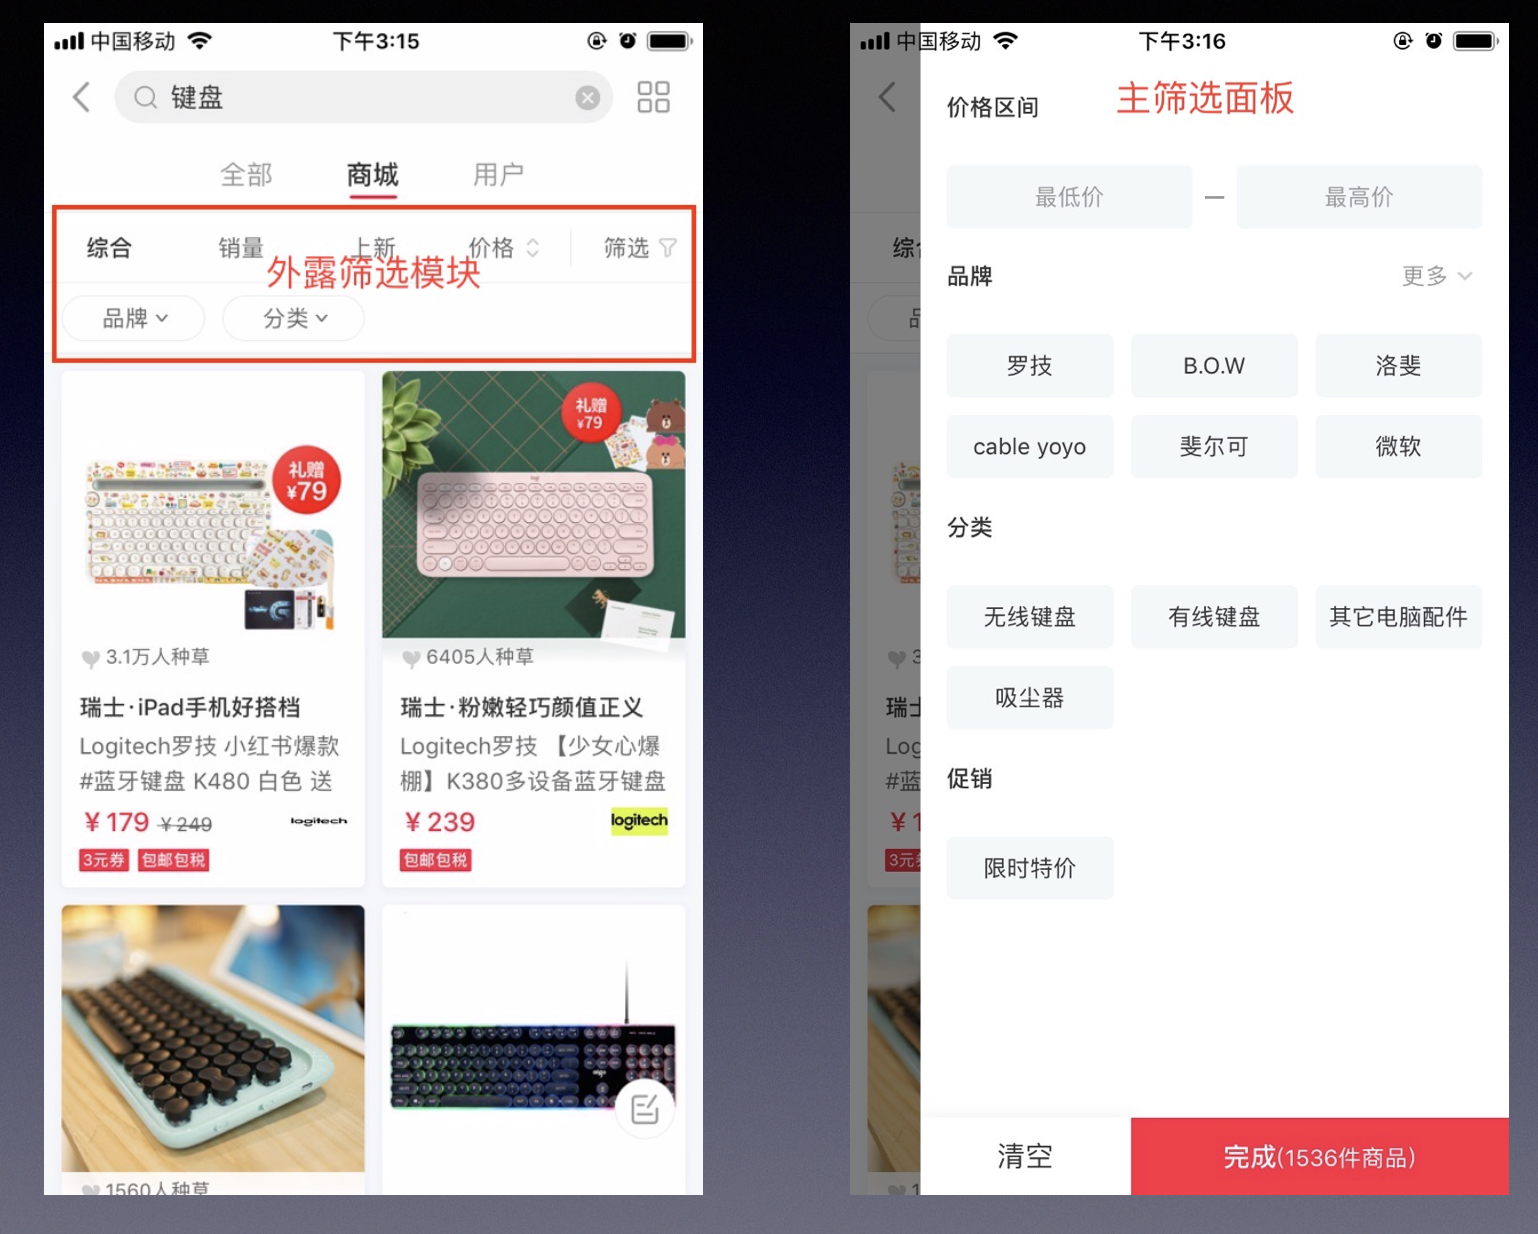 中国移动
下午3:15
键盘
全部
商城
用户
综合
销量
上新
价格
筛选
外露筛选模块
品牌
分类
礼赠
¥79
礼赠
¥79
3.1万人种草
6405人种草
瑞士·iPad手机好搭档
瑞士·粉嫩轻巧颜值正义
Logitech罗技 小红书爆款
#蓝牙键盘 K480 白色 送
Logitech罗技 【少女心爆
棚】K380多设备蓝牙键盘
¥179 ¥249
logitech
¥239
logitech
3元券
包邮包税
包邮包税
1560人种草
中国移动
下午3:16
主筛选面板
价格区间
最低价
—
最高价
品牌
更多
罗技
B.O.W
洛斐
cable yoyo
斐尔可
微软
分类
无线键盘
有线键盘
其它电脑配件
吸尘器
促销
限时特价
清空
完成(1536件商品)
综
瑞士
Log
#蓝
¥1
3元